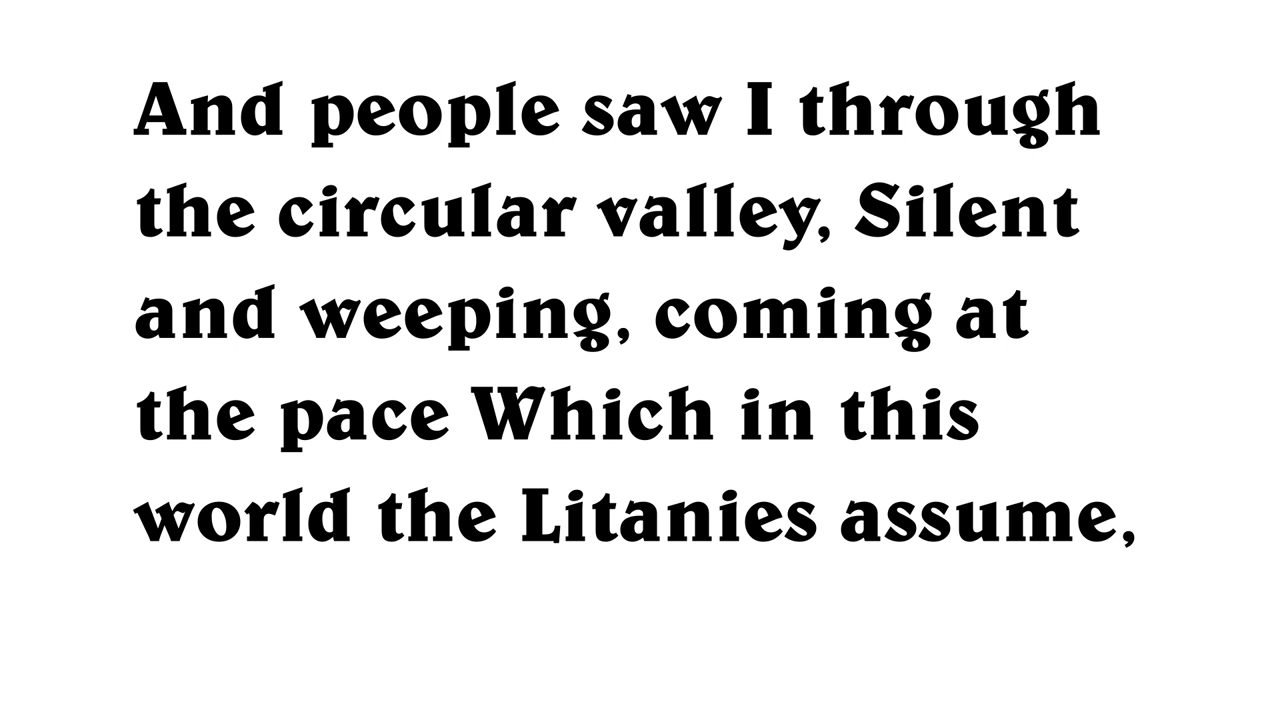 And people saw I through
the circular valley, Silent
and weeping, coming at
the pace Which in this
world the Litanies assume,